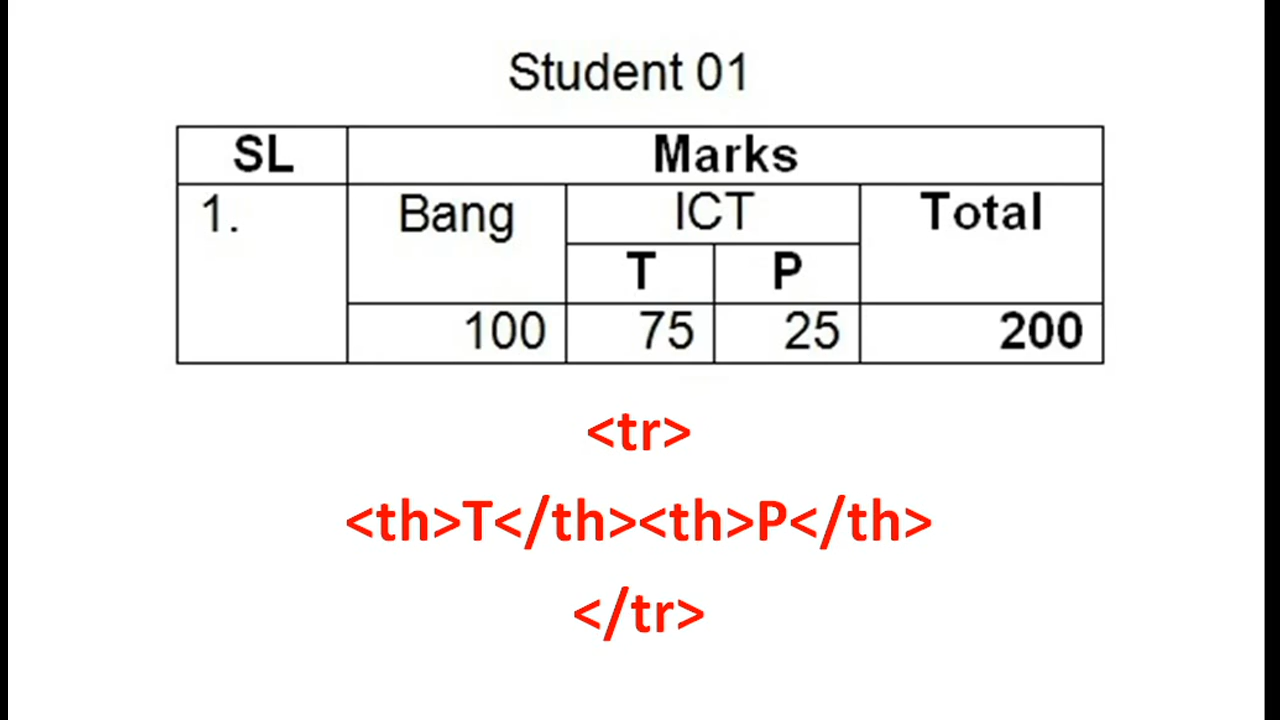 Student 01
SL Marks
1. Bang ICT Total
T P
100 75 25 200
<tr>
<th>T</th><th>P</th>
</tr>